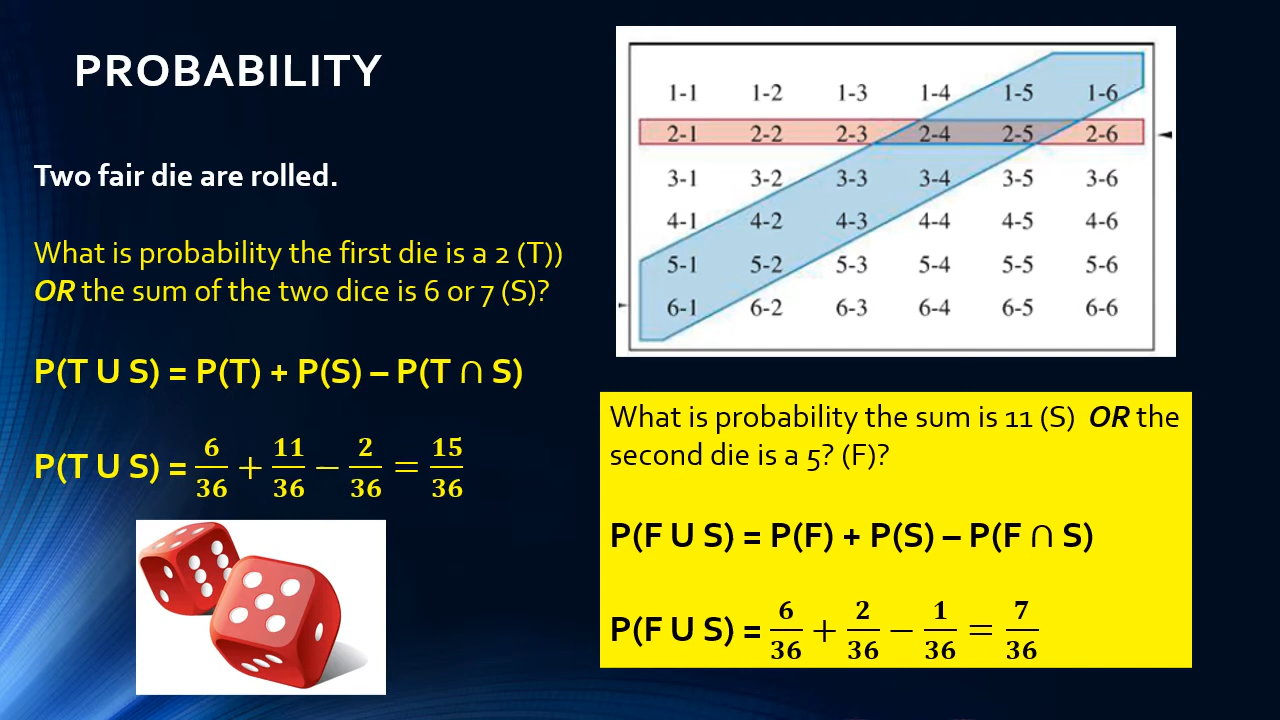 PROBABILITY
Two fair die are rolled.
What is probability the first die is a 2 (T))
OR the sum of the two dice is 6 or 7 (S)?
P(T U S) = P(T) + P(S) – P(T ∩ S)
P(T U S) = 6/36 + 11/36 − 2/36 = 15/36
1-1 1-2 1-3 1-4 1-5 1-6
2-1 2-2 2-3 2-4 2-5 2-6
3-1 3-2 3-3 3-4 3-5 3-6
4-1 4-2 4-3 4-4 4-5 4-6
5-1 5-2 5-3 5-4 5-5 5-6
6-1 6-2 6-3 6-4 6-5 6-6
What is probability the sum is 11 (S) OR the
second die is a 5? (F)?
P(F U S) = P(F) + P(S) – P(F ∩ S)
P(F U S) = 6/36 + 2/36 − 1/36 = 7/36